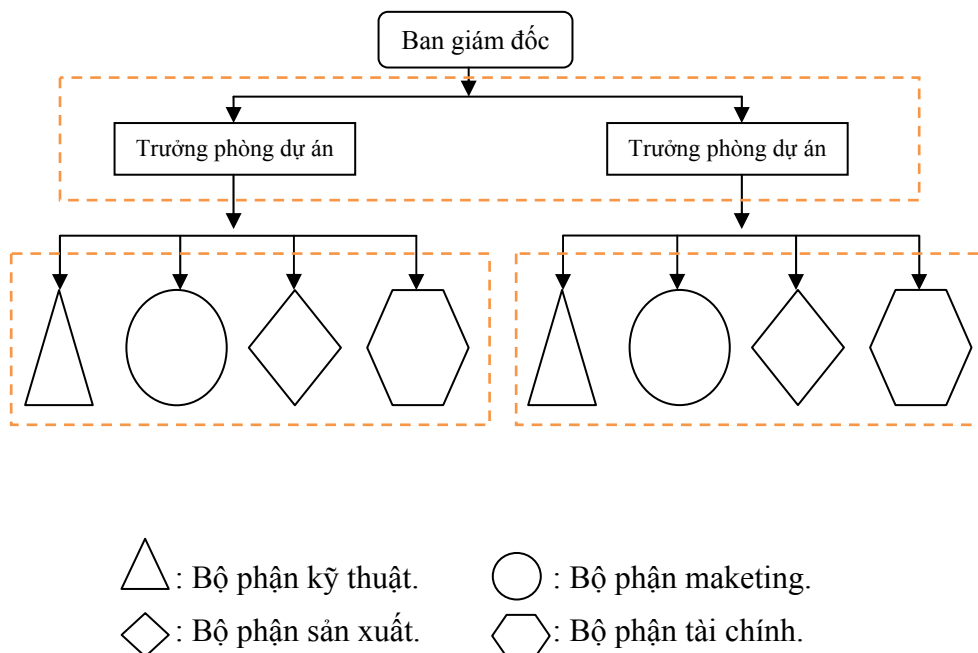 Ban giám đốc
Trưởng phòng dự án
Trưởng phòng dự án
: Bộ phận kỹ thuật.
: Bộ phận maketing.
: Bộ phận sản xuất.
: Bộ phận tài chính.